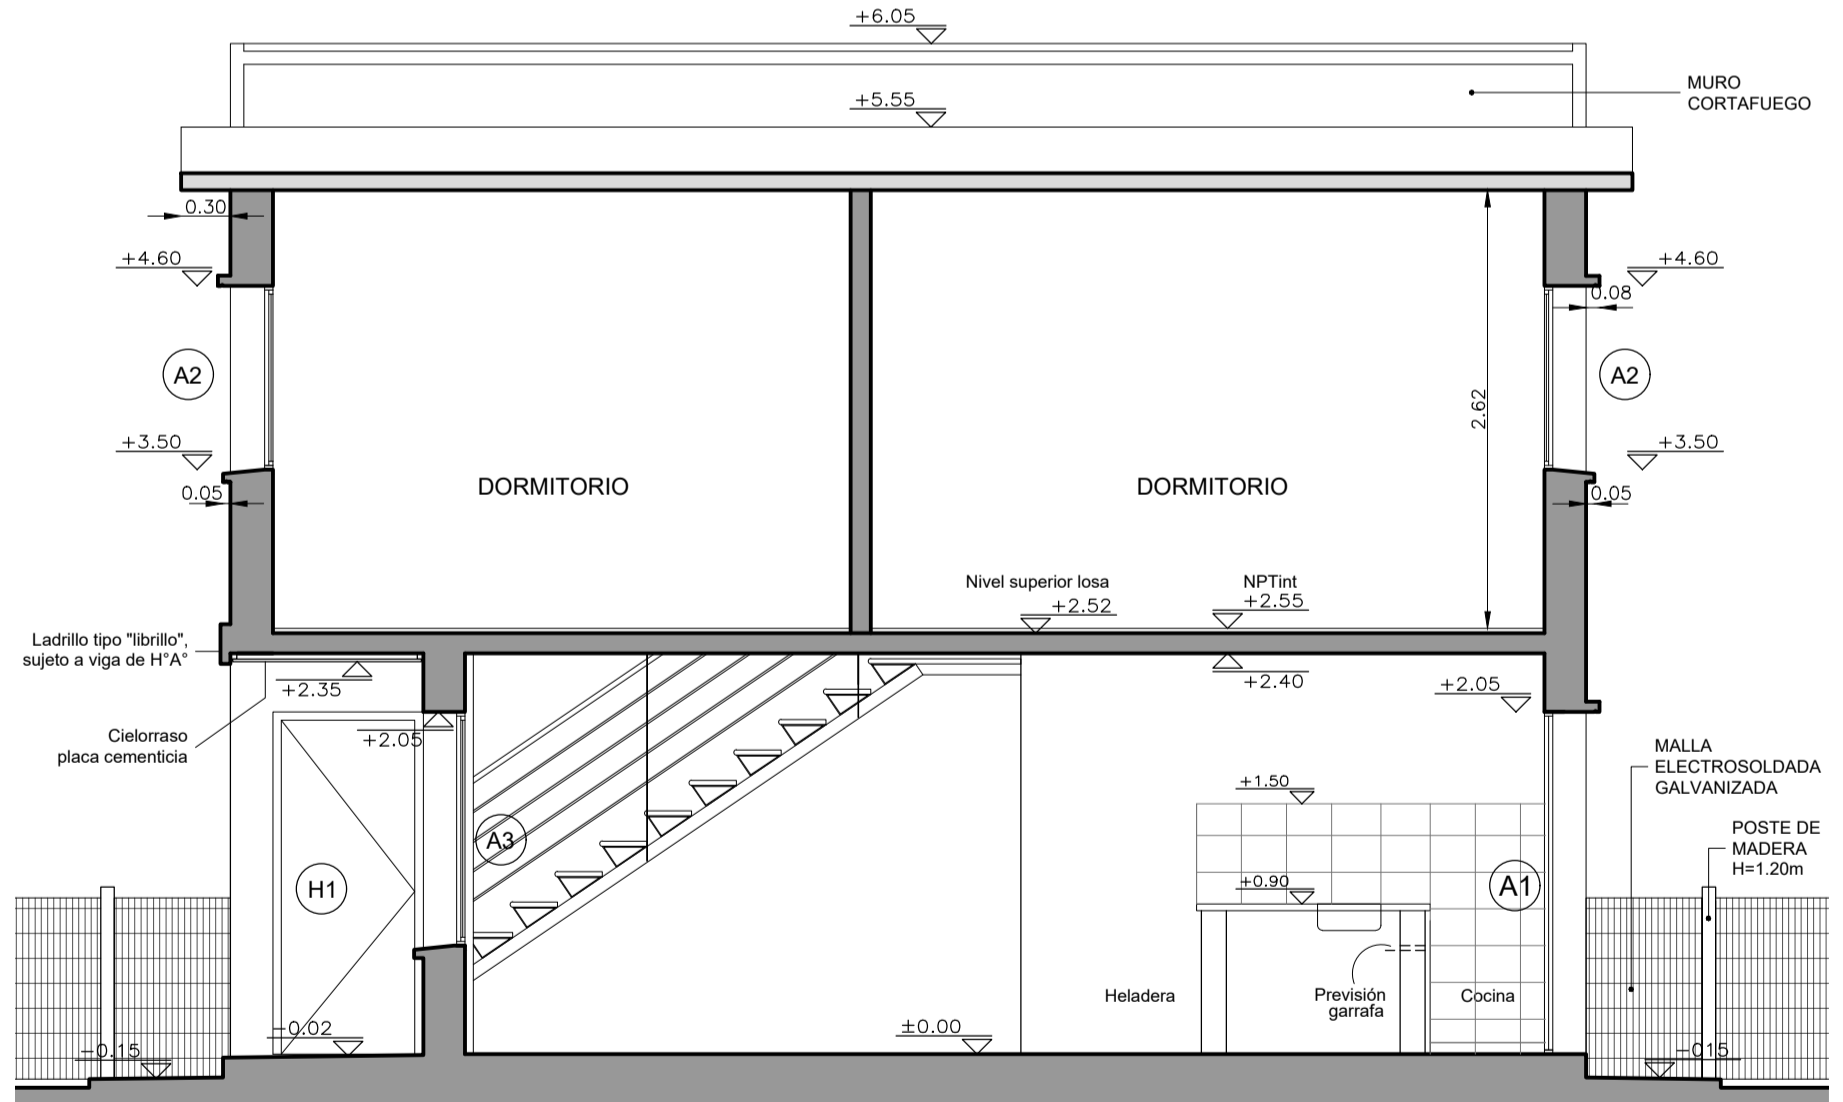 +6.05
+5.55
MURO
CORTAFUEGO
0.30
+4.60
+4.60
0.08
A2
A2
2.62
+3.50
+3.50
DORMITORIO
DORMITORIO
0.05
0.05
Nivel superior losa
+2.52
NPTint
+2.55
Ladrillo tipo "librillo",
sujeto a viga de H°A°
+2.35
+2.40
+2.05
Cielorraso
placa cementicia
+2.05
MALLA
ELECTROSOLDADA
GALVANIZADA
+1.50
POSTE DE
MADERA
H=1.20m
A3
H1
+0.90
A1
Heladera
Previsión
garrafa
Cocina
-0.02
±0.00
-0.15
-015